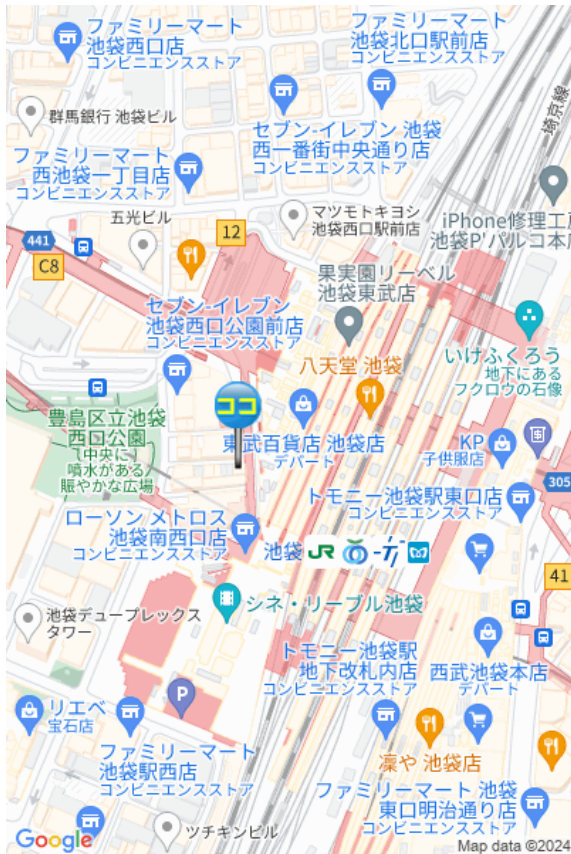 ファミリーマート
池袋西口店
コンビニエンスストア
ファミリーマート
池袋北口駅前店
コンビニエンスストア
埼京線
群馬銀行 池袋ビル
セブン-イレブン 池袋
西一番街中央通り店
コンビニエンスストア
ファミリーマート
西池袋一丁目店
コンビニエンスストア
五光ビル
マツモトキヨシ
池袋西口駅前店
iPhone修理工房
池袋P'パルコ本店
441
12
C8
果実園リーベル
池袋東武店
セブン-イレブン
池袋西口公園前店
コンビニエンスストア
いけふくろう
地下にある
フクロウの石像
八天堂 池袋
ココ
豊島区立池袋
西口公園
中央に
噴水がある
賑やかな広場
東武百貨店 池袋店
デパート
KP
子供服店
305
トモニー池袋駅東口店
コンビニエンスストア
ローソン メトロス
池袋南西口店
コンビニエンスストア
池袋 JR
41
シネ・リーブル池袋
池袋デュープレックス
タワー
トモニー池袋駅
地下改札内店
コンビニエンスストア
西武池袋本店
デパート
P
リエベ
宝石店
ファミリーマート
池袋駅西店
コンビニエンスストア
凜や 池袋店
ファミリーマート 池袋
東口明治通り店
コンビニエンスストア
ツチキンビル
Google
Map data ©2024